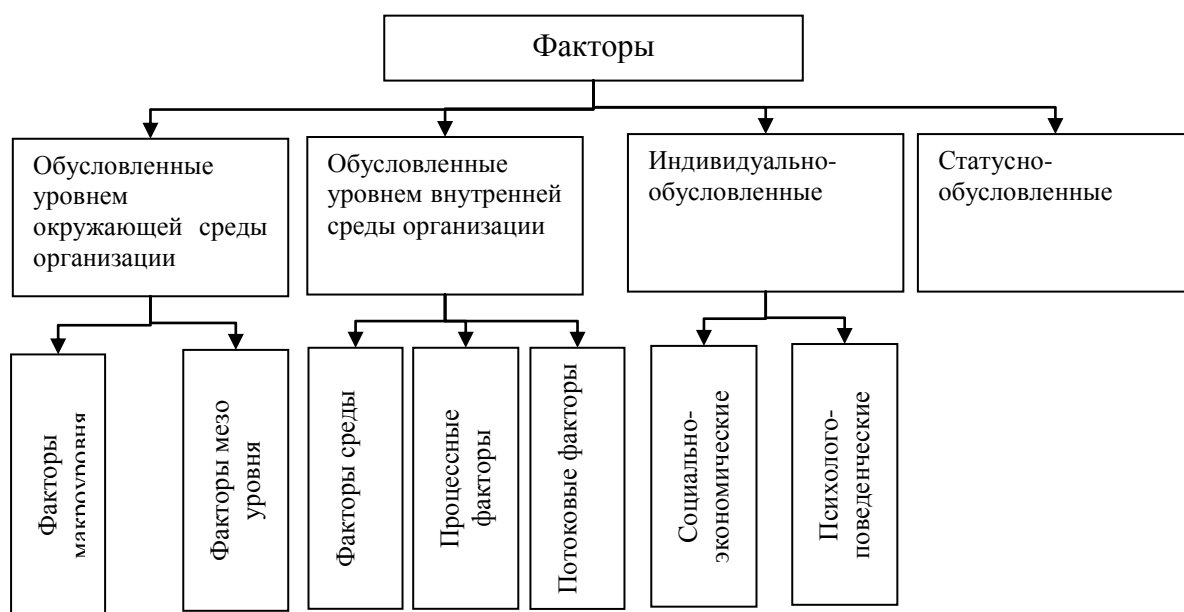 Факторы
Обусловленные
уровнем
окружающей среды
организации
Обусловленные
уровнем внутренней
среды организации
Индивидуально-
обусловленные
Статусно-
обусловленные
Факторы
макроуровня
Факторы мезо
уровня
Факторы среды
Процессные
факторы
Потоковые факторы
Социально-
экономические
Психолого-
поведенческие